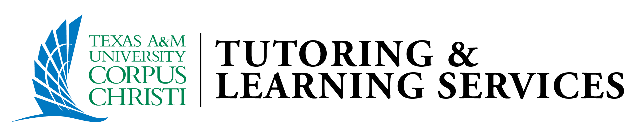 TEXAS A&M
UNIVERSITY
CORPUS
CHRISTI
TUTORING &
LEARNING SERVICES